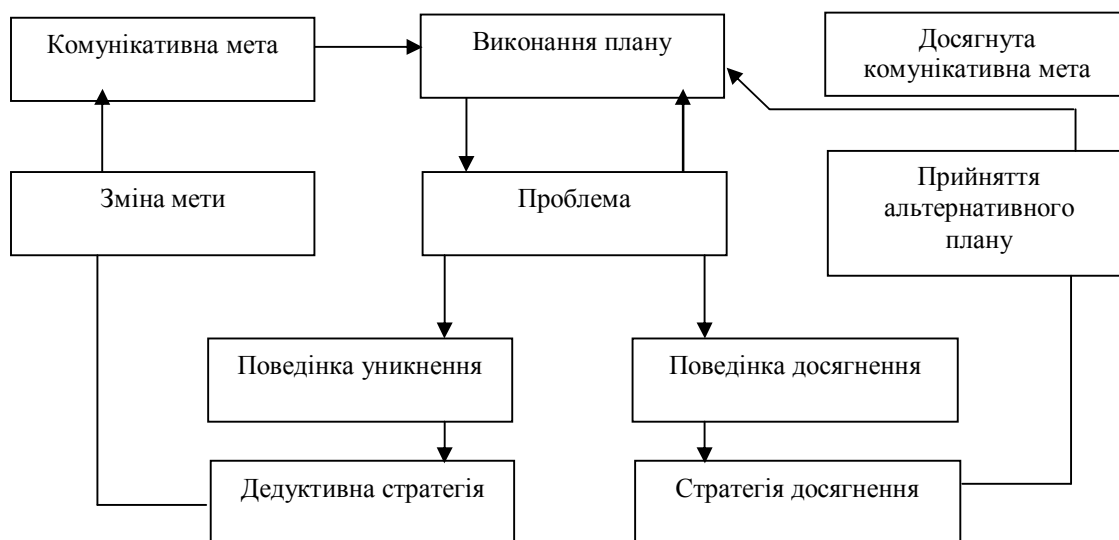 Комунікативна мета
Виконання плану
Досягнута
комунікативна мета
Зміна мети
Проблема
Прийняття
альтернативного
плану
Поведінка уникнення
Поведінка досягнення
Дедуктивна стратегія
Стратегія досягнення